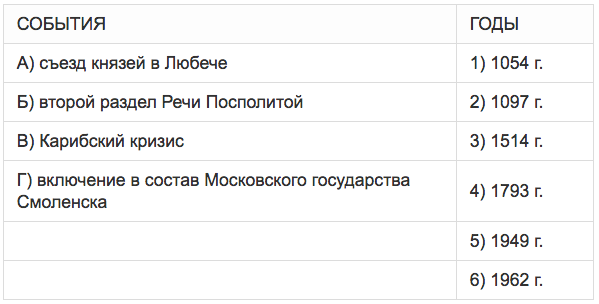 СОБЫТИЯ ГОДЫ
А) съезд князей в Любече 1) 1054 г.
Б) второй раздел Речи Посполитой 2) 1097 г.
В) Карибский кризис 3) 1514 г.
Г) включение в состав Московского государства
Смоленска 4) 1793 г.
5) 1949 г.
6) 1962 г.